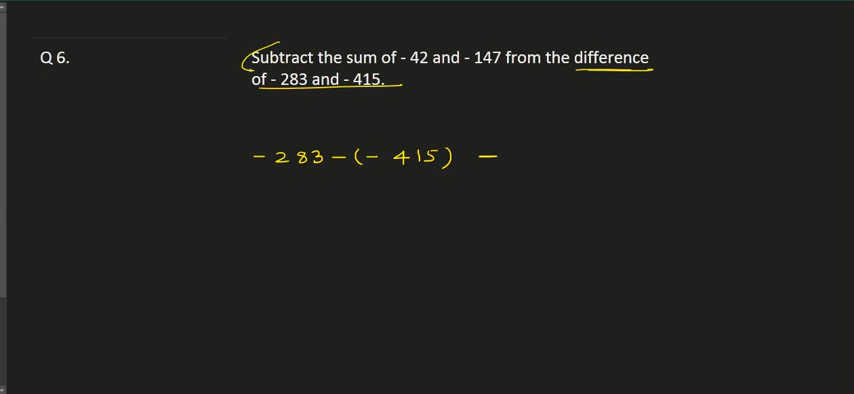 Q 6.
Subtract the sum of - 42 and - 147 from the difference
of - 283 and - 415.
- 283 - (- 415) -